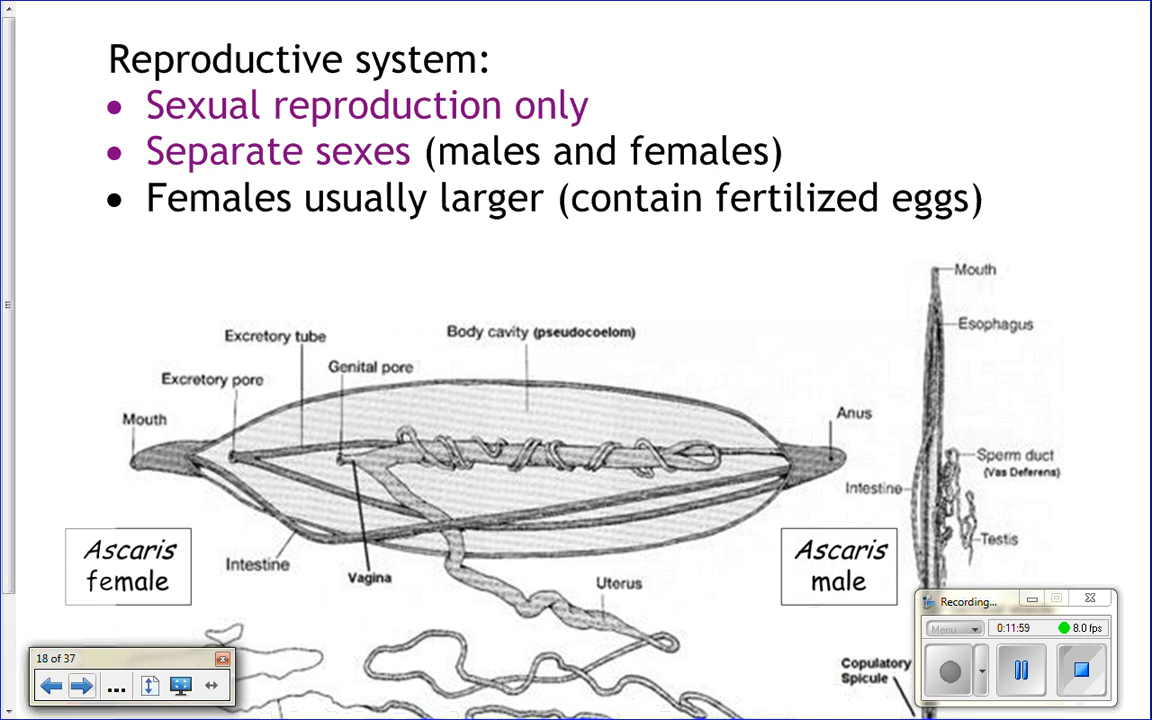 Reproductive system:
• Sexual reproduction only
• Separate sexes (males and females)
• Females usually larger (contain fertilized eggs)
Mouth
Esophagus
Excretory tube
Body cavity (pseudocoelom)
Genital pore
Excretory pore
Mouth
Anus
Sperm duct
(Vas Deferens)
Intestine
Testis
Ascaris
female
Intestine
Vagina
Uterus
Ascaris
male
Recording...
Menu
0:11:59
8.0 fps
18 of 37
...
Copulatory
Spicule